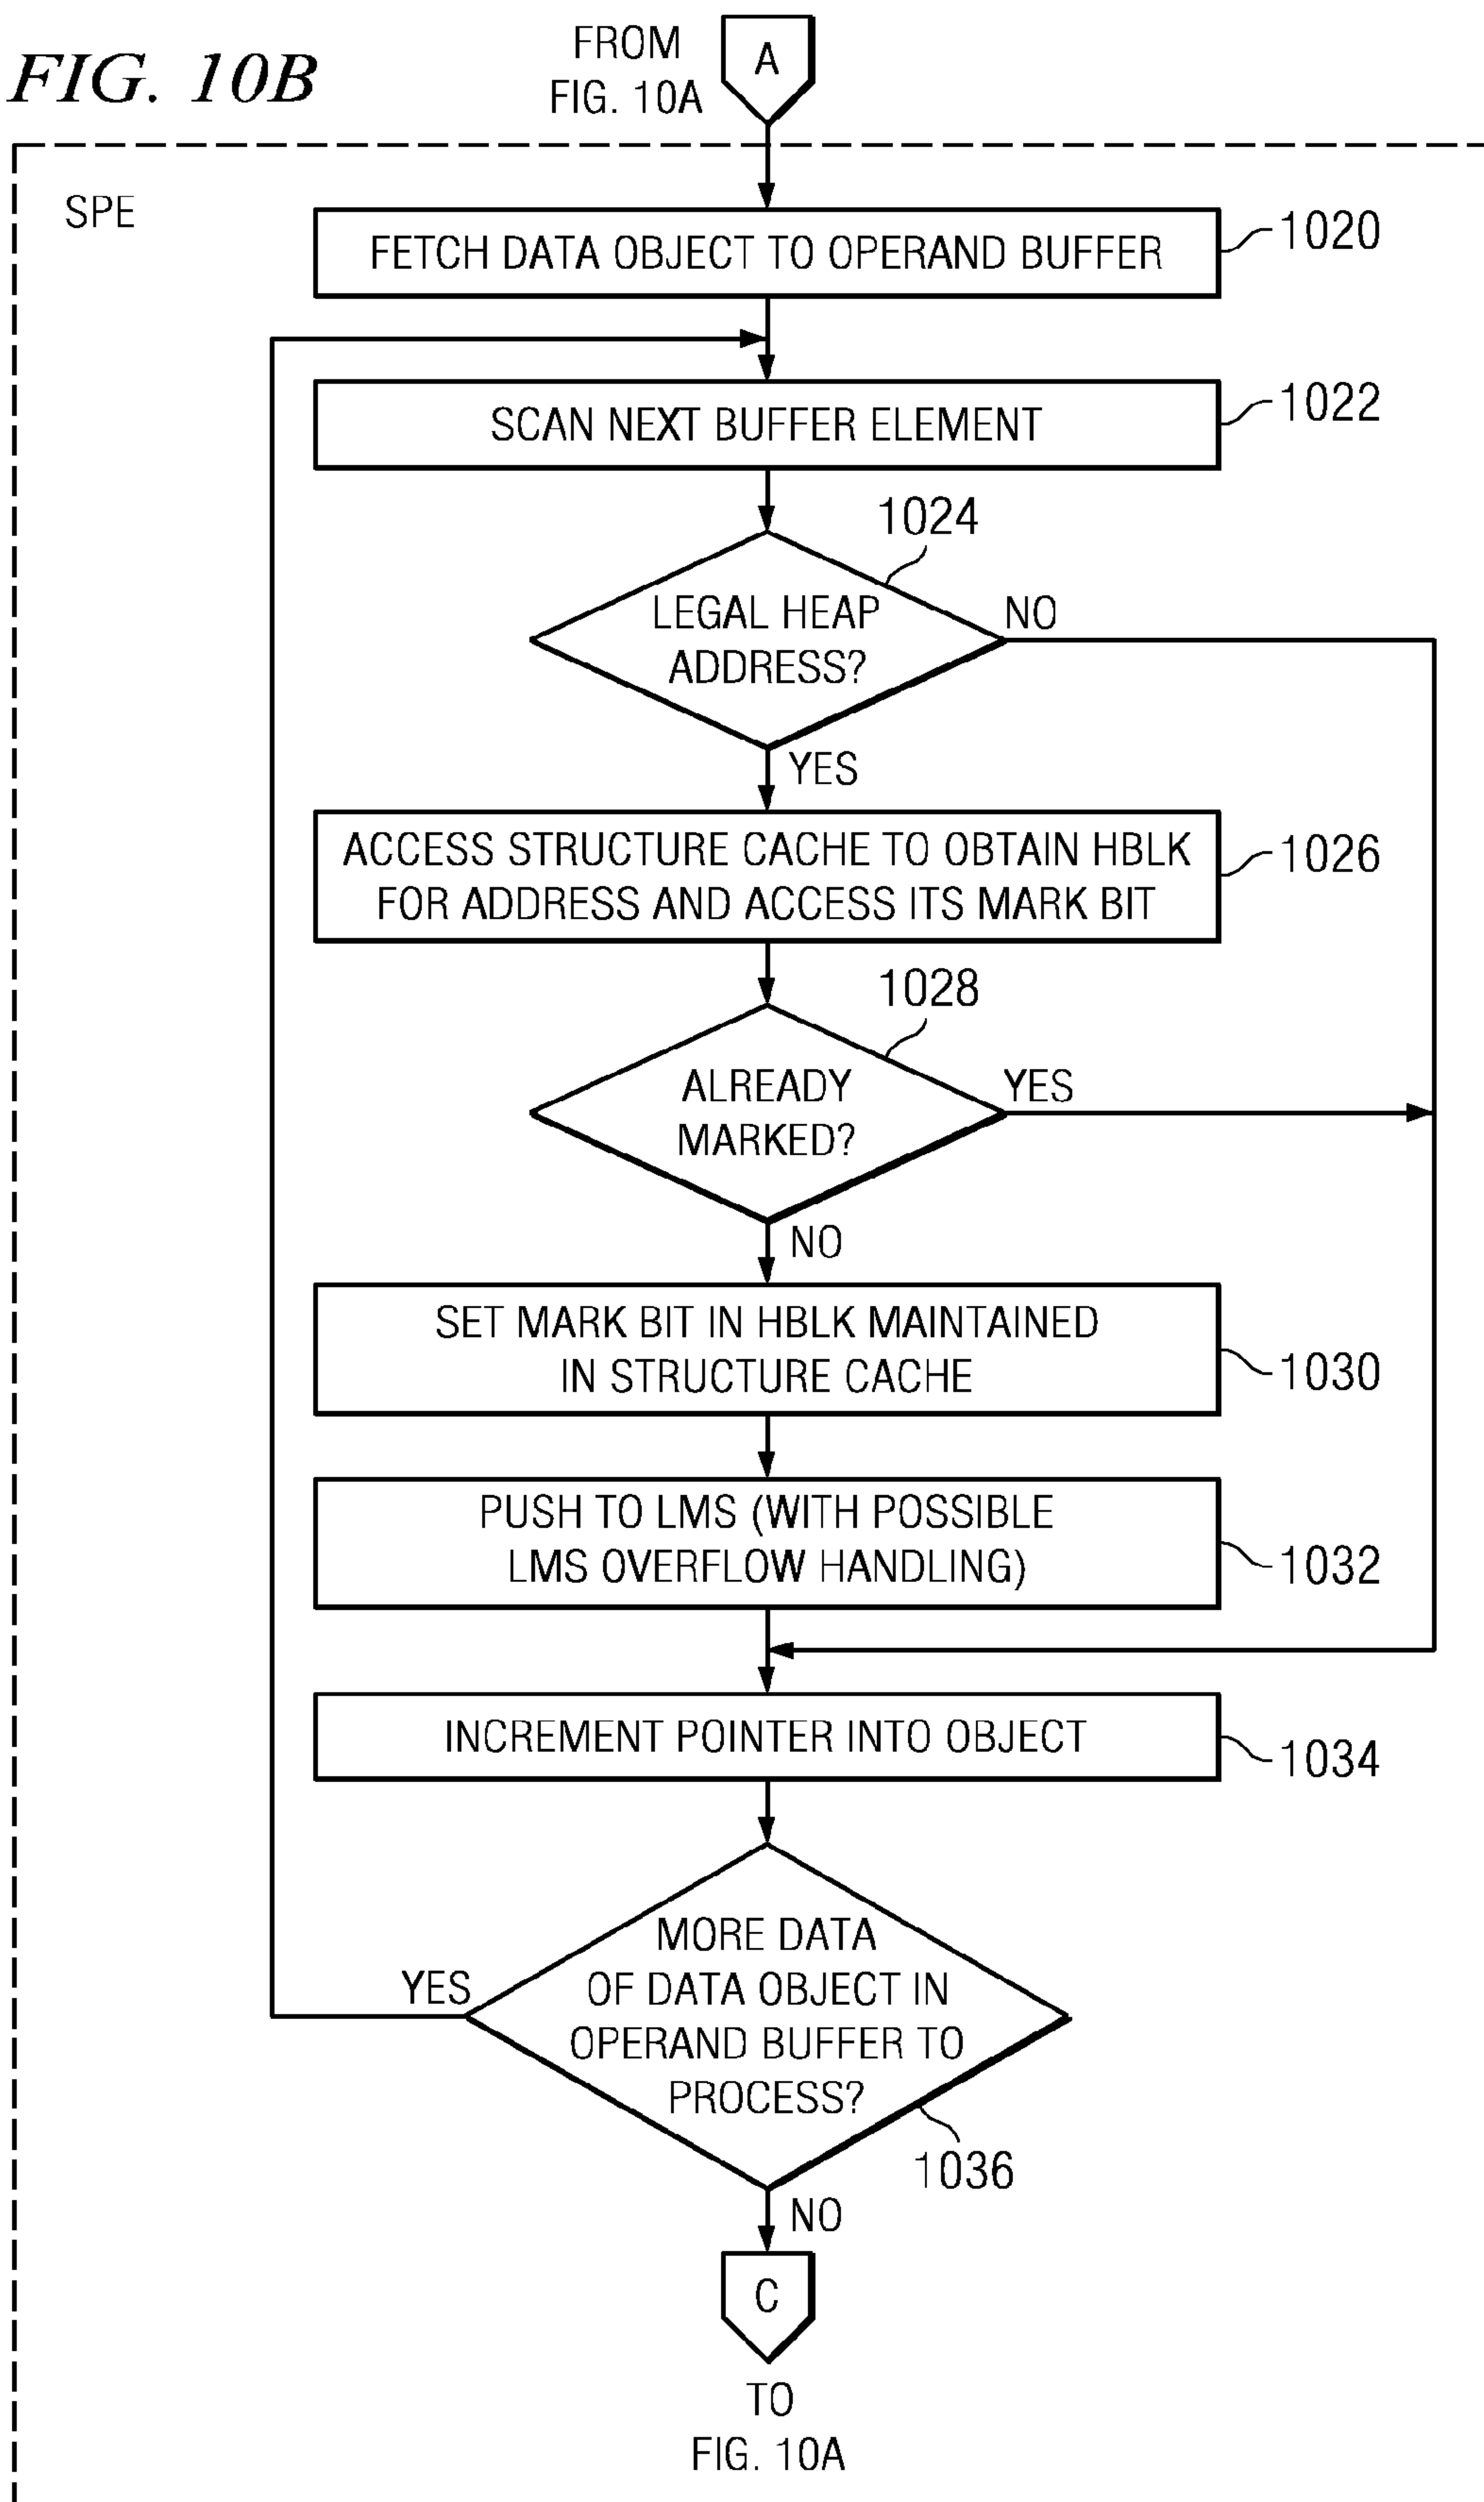 FIG. 10B
FROM
FIG. 10A
A
SPE
FETCH DATA OBJECT TO OPERAND BUFFER
1020
SCAN NEXT BUFFER ELEMENT
1022
1024
LEGAL HEAP
ADDRESS?
NO
YES
ACCESS STRUCTURE CACHE TO OBTAIN HBLK
FOR ADDRESS AND ACCESS ITS MARK BIT
1026
1028
ALREADY
MARKED?
YES
NO
SET MARK BIT IN HBLK MAINTAINED
IN STRUCTURE CACHE
1030
PUSH TO LMS (WITH POSSIBLE
LMS OVERFLOW HANDLING)
1032
INCREMENT POINTER INTO OBJECT
1034
MORE DATA
OF DATA OBJECT IN
OPERAND BUFFER TO
PROCESS?
YES
1036
NO
C
TO
FIG. 10A